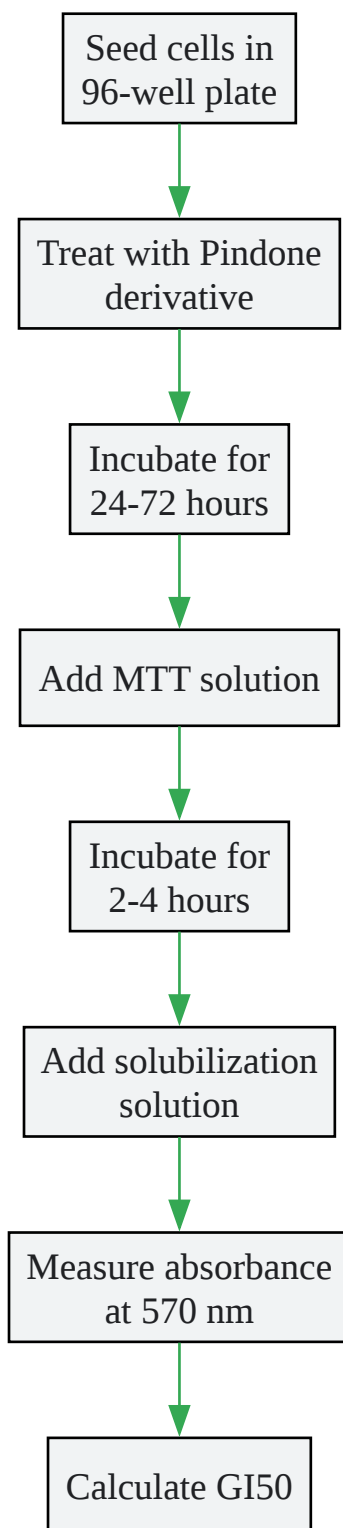 Seed cells in
96-well plate
Treat with Pindone
derivative
Incubate for
24-72 hours
Add MTT solution
Incubate for
2-4 hours
Add solubilization
solution
Measure absorbance
at 570 nm
Calculate GI50